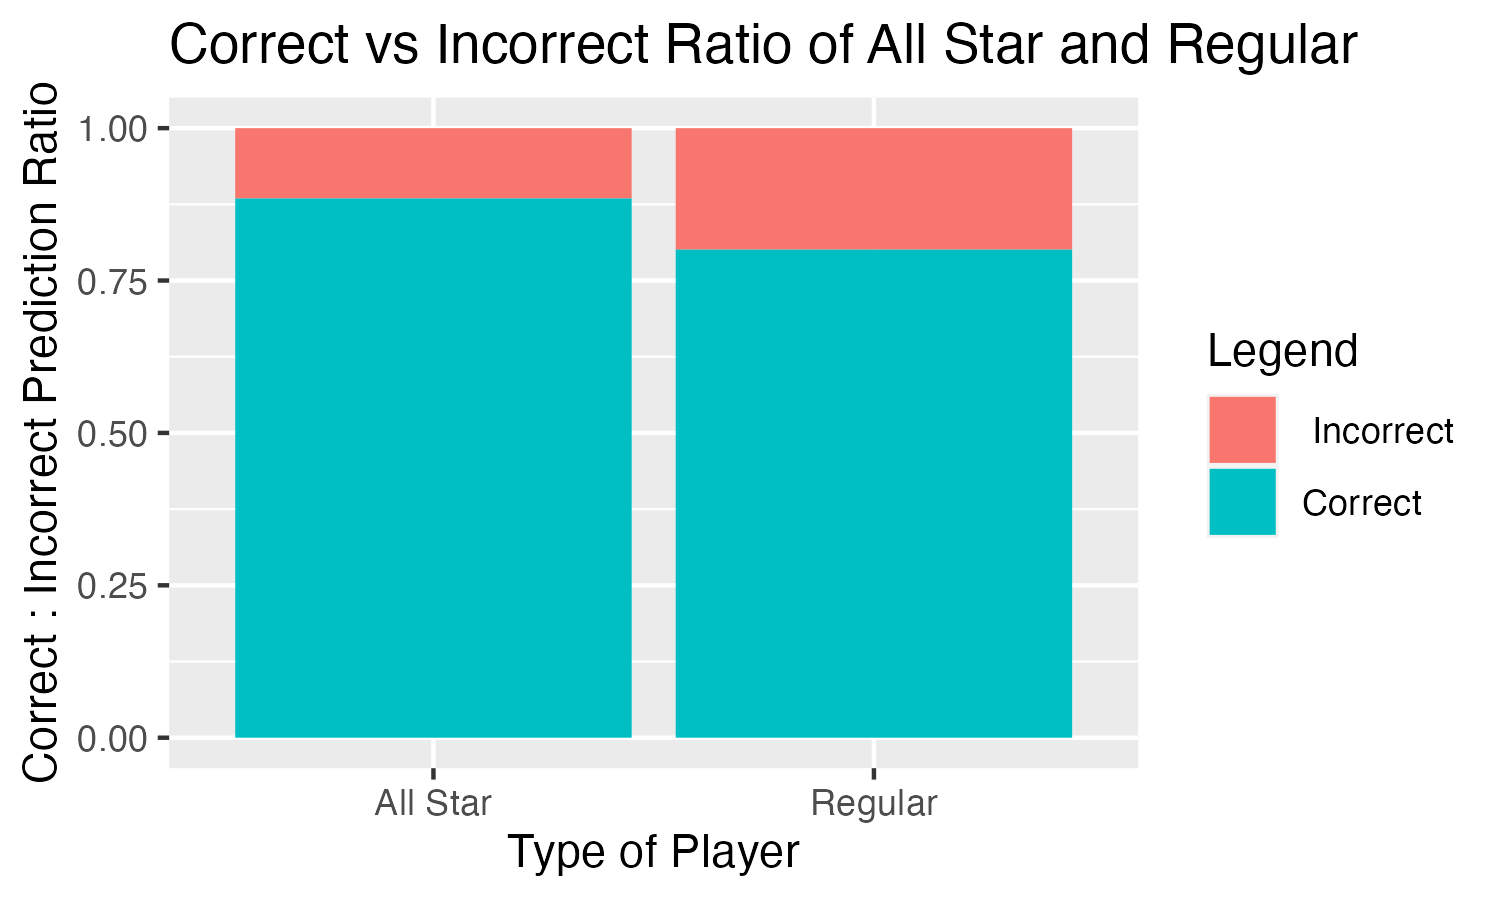 Correct vs Incorrect Ratio of All Star and Regular
Correct : Incorrect Prediction Ratio
1.00
0.75
0.50
0.25
0.00
All Star
Regular
Type of Player
Legend
Incorrect
Correct